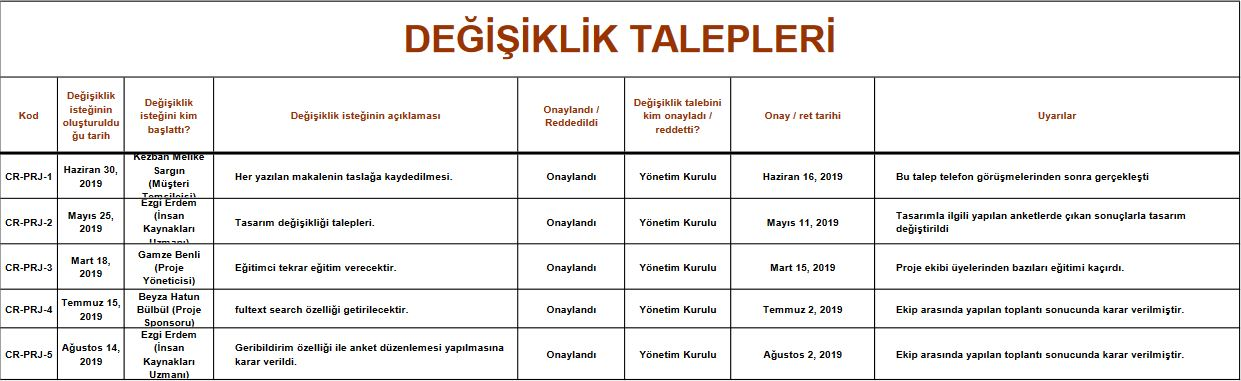 DEĞİŞİKLİK TALEPLERİ
Kod
Değişiklik
isteğinin
oluşturuldu
ğu tarih
Değişiklik
isteğini kim
başlattı?
Değişiklik isteğinin açıklaması
Onaylandı /
Reddedildi
Değişiklik talebini
kim onayladı /
reddetti?
Onay / ret tarihi
Uyarılar
CR-PRJ-1
Haziran 30,
2019
Kezban Melike
Sargın
(Müşteri
Temsilcisi)
Her yazılan makalenin taslağa kaydedilmesi.
Onaylandı
Yönetim Kurulu
Haziran 16, 2019
Bu talep telefon görüşmelerinden sonra gerçekleşti
CR-PRJ-2
Mayıs 25,
2019
Ezgi Erdem
(İnsan
Kaynakları
Uzmanı)
Tasarım değişikliği talepleri.
Onaylandı
Yönetim Kurulu
Mayıs 11, 2019
Tasarımla ilgili yapılan anketlerde çıkan sonuçlarla tasarım
değiştirildi
CR-PRJ-3
Mart 18,
2019
Gamze Benli
(Proje
Yöneticisi)
Eğitimci tekrar eğitim verecektir.
Onaylandı
Yönetim Kurulu
Mart 15, 2019
Proje ekibi üyelerinden bazıları eğitimi kaçırdı.
CR-PRJ-4
Temmuz 15,
2019
Beyza Hatun
Bülbül (Proje
Sponsoru)
fultext search özelliği getirilecektir.
Onaylandı
Yönetim Kurulu
Temmuz 2, 2019
Ekip arasında yapılan toplantı sonucunda karar verilmiştir.
CR-PRJ-5
Ağustos 14,
2019
Ezgi Erdem
(İnsan
Kaynakları
Uzmanı)
Geribildirim özelliği ile anket düzenlemesi yapılmasına
karar verildi.
Onaylandı
Yönetim Kurulu
Ağustos 2, 2019
Ekip arasında yapılan toplantı sonucunda karar verilmiştir.